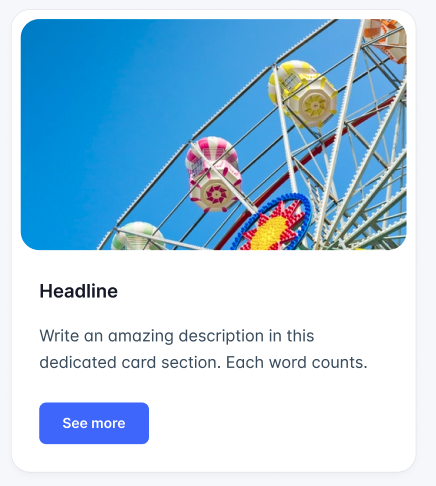 Headline
Write an amazing description in this
dedicated card section. Each word counts.
See more